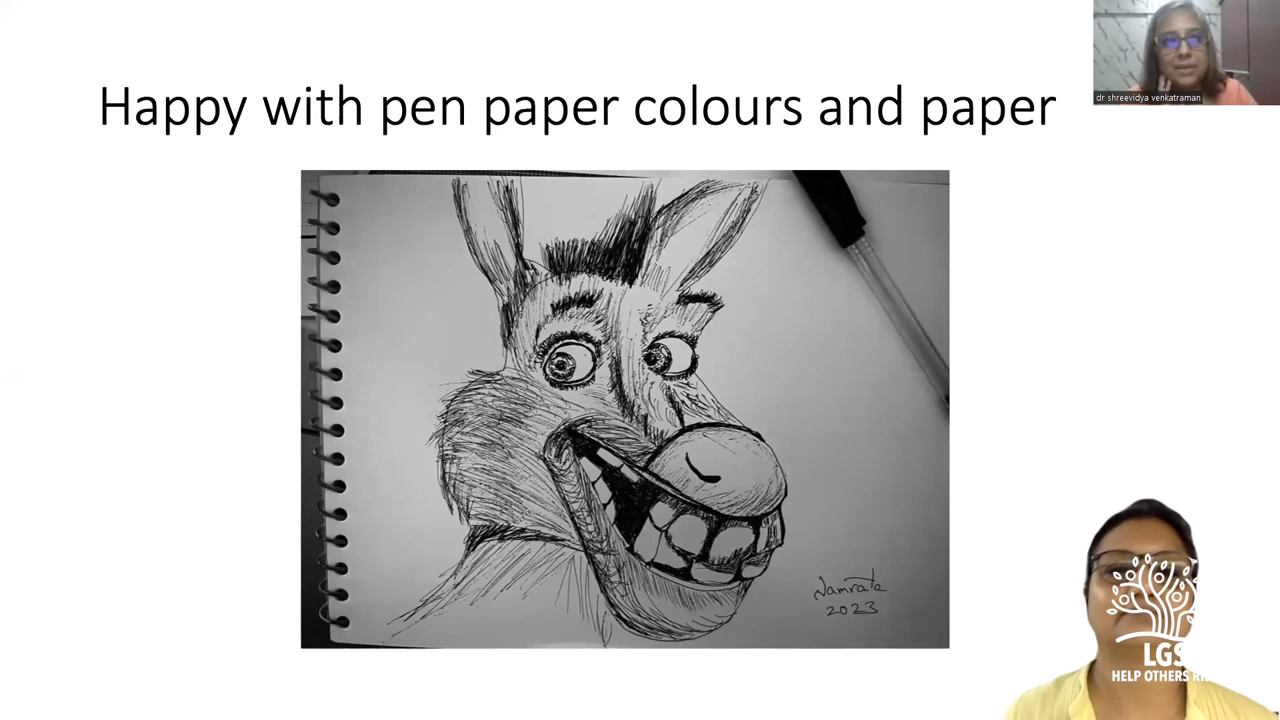 Happy with pen paper colours and paper
dr shreevidya venkatraman
Namrata
2023
LGS
HELP OTHERS